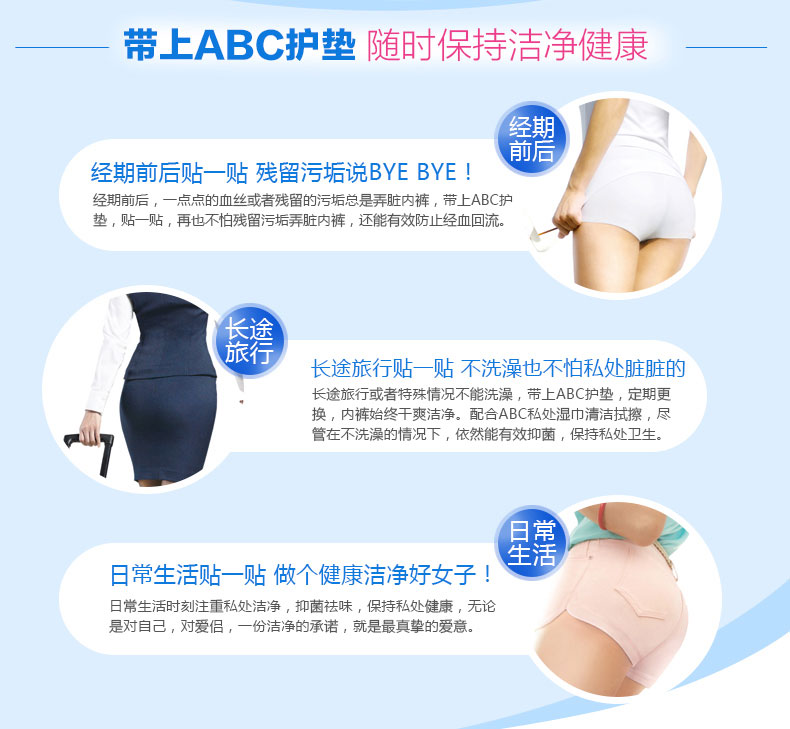 带上ABC护垫 随时保持洁净健康
经期
前后
经期前后贴一贴 残留污垢说BYE BYE！
经期前后，一点点的血丝或者残留的污垢总是弄脏内裤，带上ABC护
垫，贴一贴，再也不怕残留污垢弄脏内裤，还能有效防止经血回流。
长途
旅行
长途旅行贴一贴 不洗澡也不怕私处脏脏的
长途旅行或者特殊情况不能洗澡，带上ABC护垫，定期更
换，内裤始终干爽洁净。配合ABC私处湿巾清洁拭擦，尽
管在不洗澡的情况下，依然能有效抑菌，保持私处卫生。
日常
生活
日常生活贴一贴 做个健康洁净好女子！
日常生活时刻注重私处洁净，抑菌祛味，保持私处健康，无论
是对自己，对爱侣，一份洁净的承诺，就是最真挚的爱意。